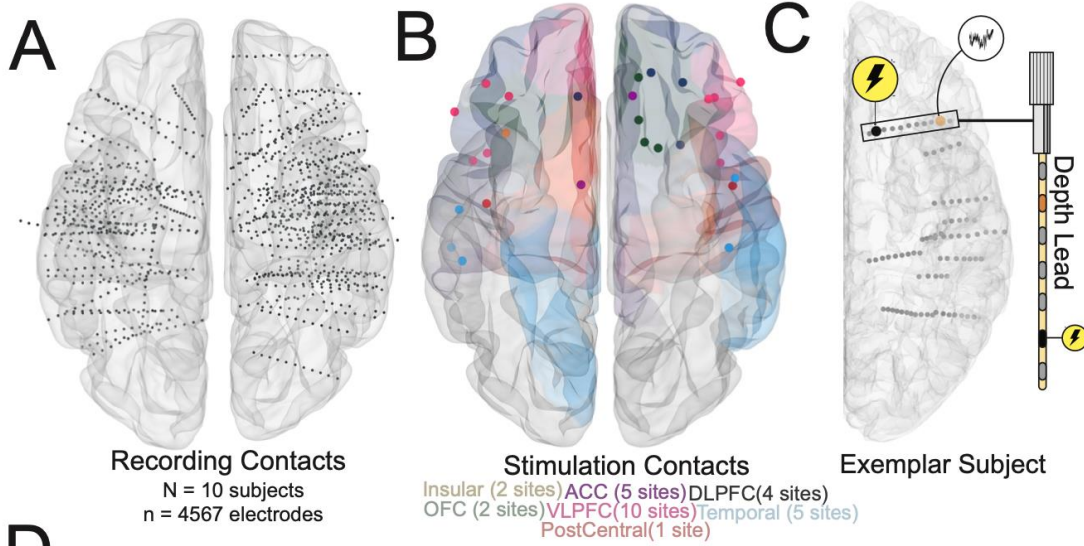 A
B
C
Depth Lead
Recording Contacts
N = 10 subjects
n = 4567 electrodes
Stimulation Contacts
Insular (2 sites) ACC (5 sites) DLPFC(4 sites)
OFC (2 sites) VLPFC(10 sites) Temporal (5 sites)
PostCentral(1 site)
Exemplar Subject
D